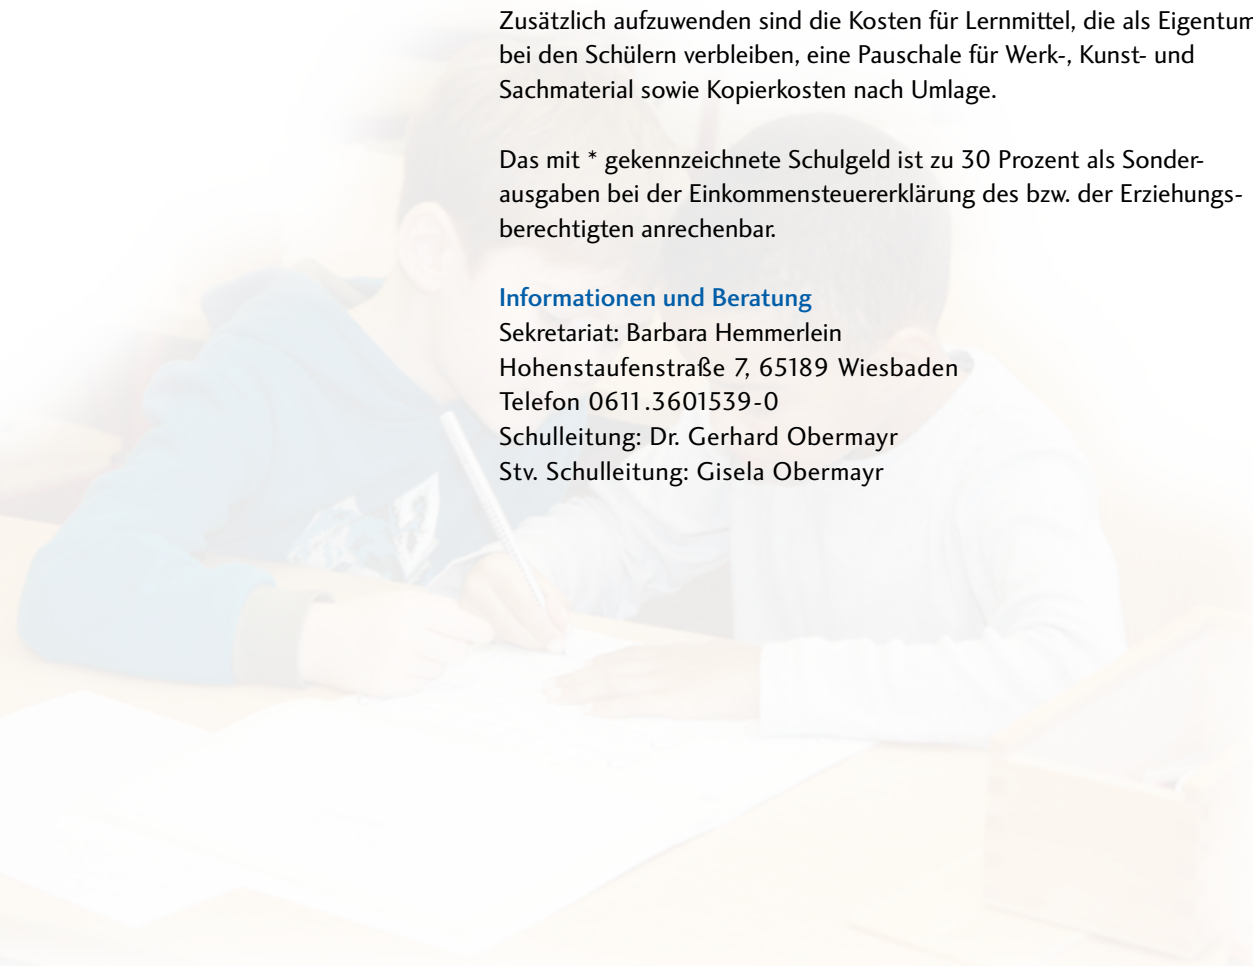 Zusätzlich aufzuwenden sind die Kosten für Lernmittel, die als Eigentum
bei den Schülern verbleiben, eine Pauschale für Werk-, Kunst- und
Sachmaterial sowie Kopierkosten nach Umlage.
Das mit * gekennzeichnete Schulgeld ist zu 30 Prozent als Sonder-
ausgaben bei der Einkommensteuererklärung des bzw. der Erziehungs-
berechtigten anrechenbar.
Informationen und Beratung
Sekretariat: Barbara Hemmerlein
Hohenstaufenstraße 7, 65189 Wiesbaden
Telefon 0611.3601539-0
Schulleitung: Dr. Gerhard Obermayr
Stv. Schulleitung: Gisela Obermayr